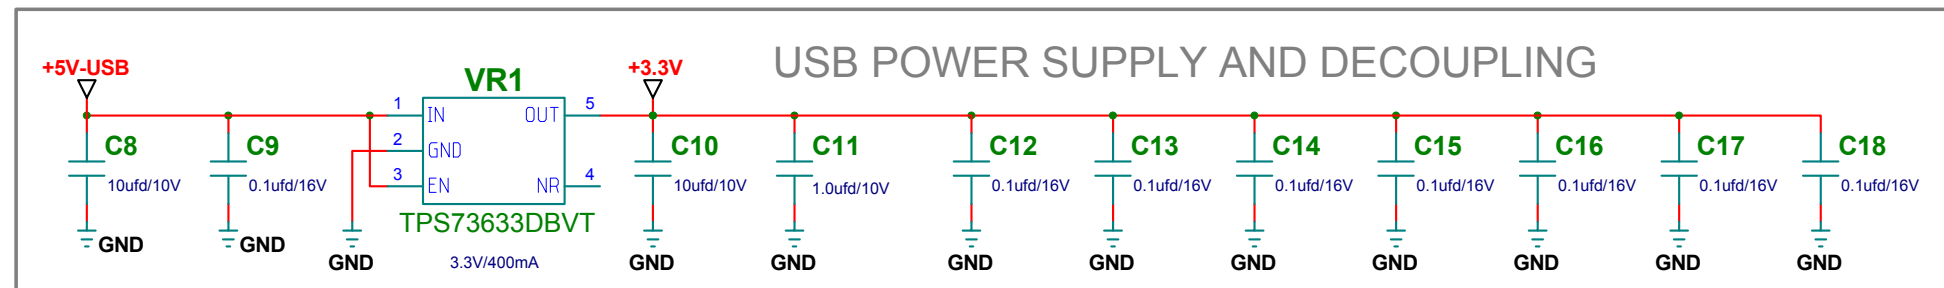 USB POWER SUPPLY AND DECOUPLING
+5V-USB
VR1
+3.3V
1
IN
OUT
5
2
GND
3
EN
NR
4
TPS73633DBVT
3.3V/400mA
C8
10ufd/10V
GND
C9
0.1ufd/16V
GND
GND
C10
10ufd/10V
GND
C11
1.0ufd/10V
GND
C12
0.1ufd/16V
GND
C13
0.1ufd/16V
GND
C14
0.1ufd/16V
GND
C15
0.1ufd/16V
GND
C16
0.1ufd/16V
GND
C17
0.1ufd/16V
GND
C18
0.1ufd/16V
GND